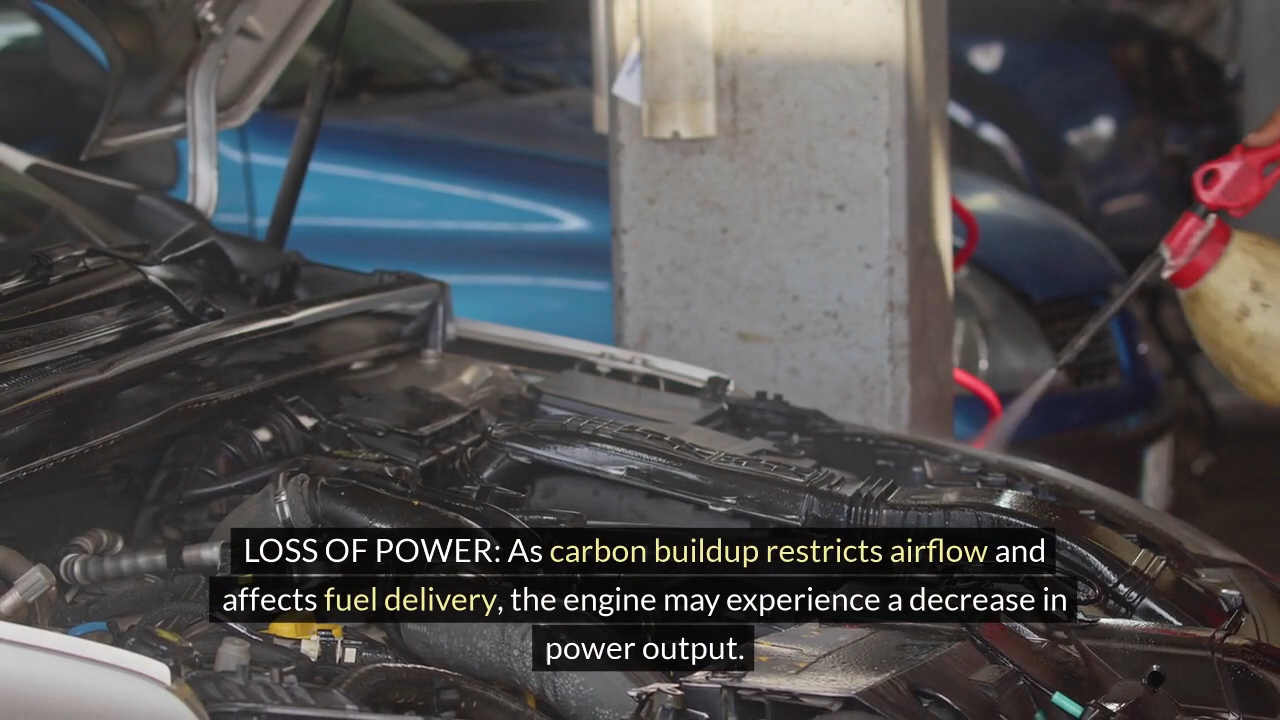 LOSS OF POWER: As carbon buildup restricts airflow and
affects fuel delivery, the engine may experience a decrease in
power output.